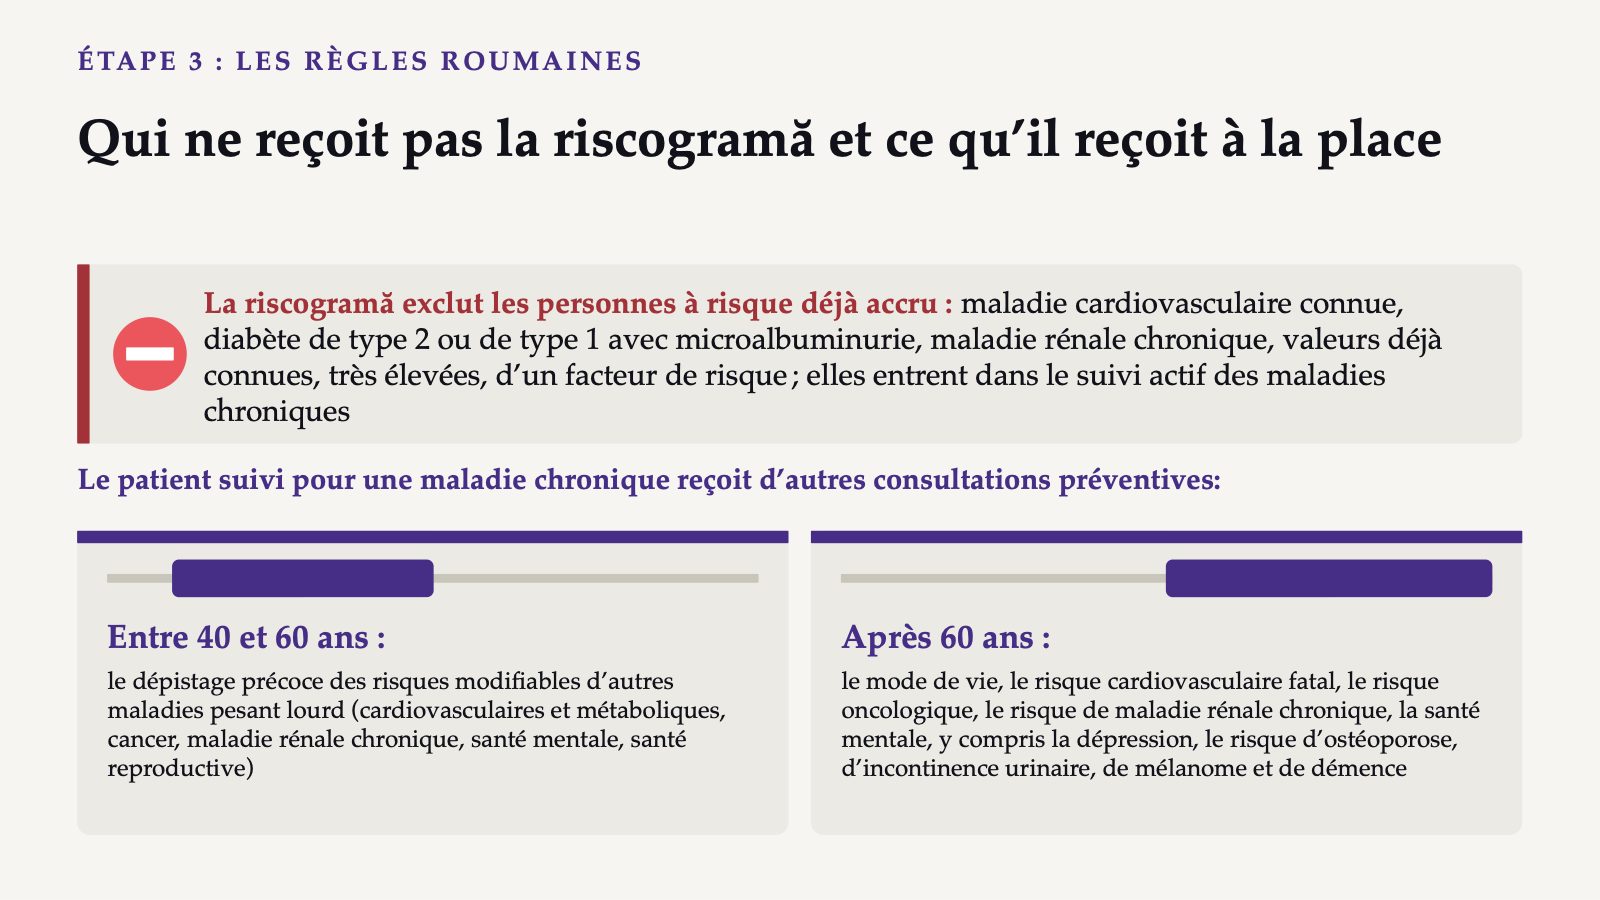 ÉTAPE 3 : LES RÈGLES ROUMAINES
Qui ne reçoit pas la riscogramă et ce qu’il reçoit à la place
La riscogramă exclut les personnes à risque déjà accru : maladie cardiovasculaire connue,
diabète de type 2 ou de type 1 avec microalbuminurie, maladie rénale chronique, valeurs déjà
connues, très élevées, d’un facteur de risque ; elles entrent dans le suivi actif des maladies
chroniques
Le patient suivi pour une maladie chronique reçoit d’autres consultations préventives:
Entre 40 et 60 ans :
le dépistage précoce des risques modifiables d’autres
maladies pesant lourd (cardiovasculaires et métaboliques,
cancer, maladie rénale chronique, santé mentale, santé
reproductive)
Après 60 ans :
le mode de vie, le risque cardiovasculaire fatal, le risque
oncologique, le risque de maladie rénale chronique, la santé
mentale, y compris la dépression, le risque d’ostéoporose,
d’incontinence urinaire, de mélanome et de démence